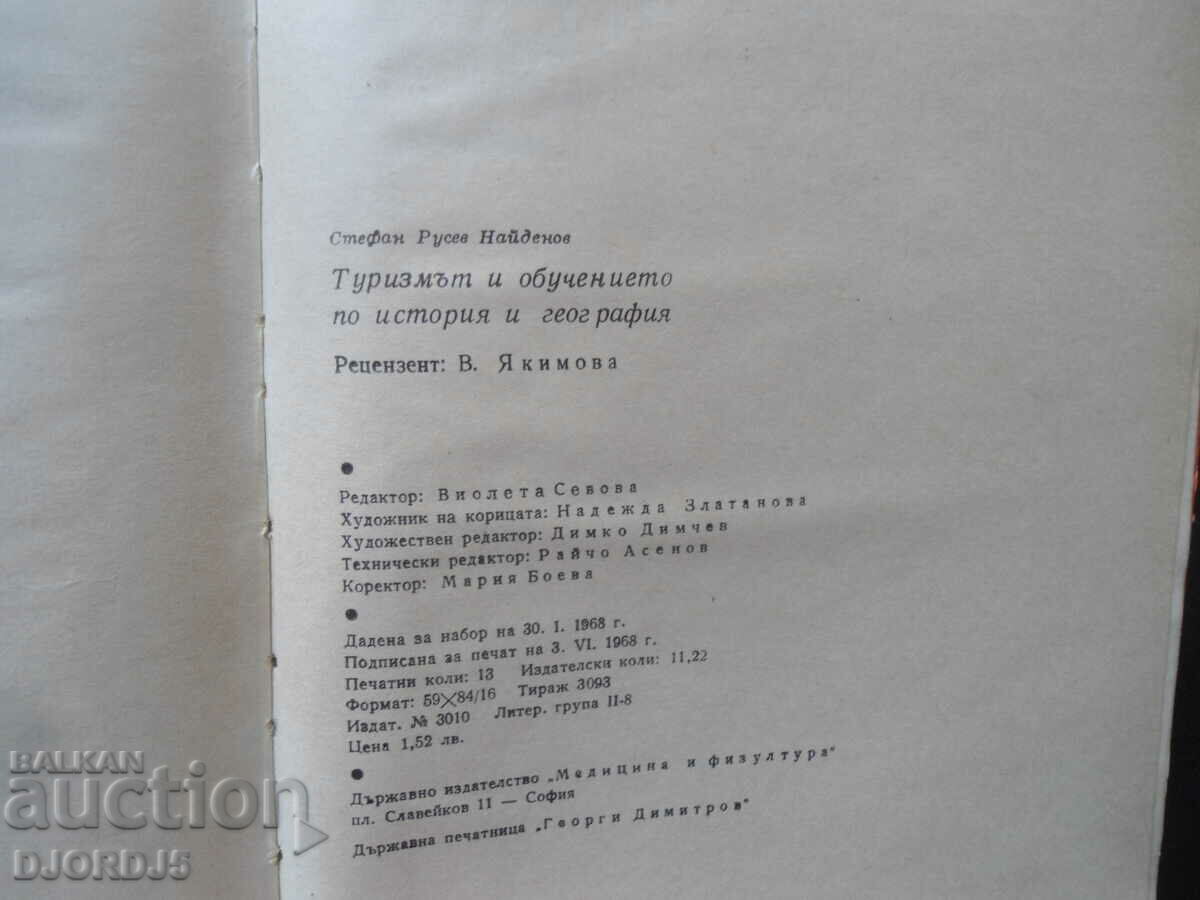 Стефан Русев Найденов
Туризмът и обучението
по история и география
Рецензент: В. Якимова
Редактор: Виолета Севова
Художник на корицата: Надежда Златанова
Художествен редактор: Димко Димчев
Технически редактор: Райчо Асенов
Коректор: Мария Боева
Дадена за набор на 30. I. 1968 г.
Подписана за печат на 3. VI. 1968 г.
Печатни коли: 13 Издателски коли: 11,22
Формат: 59×84/16 Тираж 3093
Издат. № 3010 Литер. група II-8
Цена 1,52 лв.
Държавно издателство „Медицина и физултура"
пл. Славейков 11 — София
Държавна печатница „Георги Димитров"
BALKAN
auction
DJORDJ5